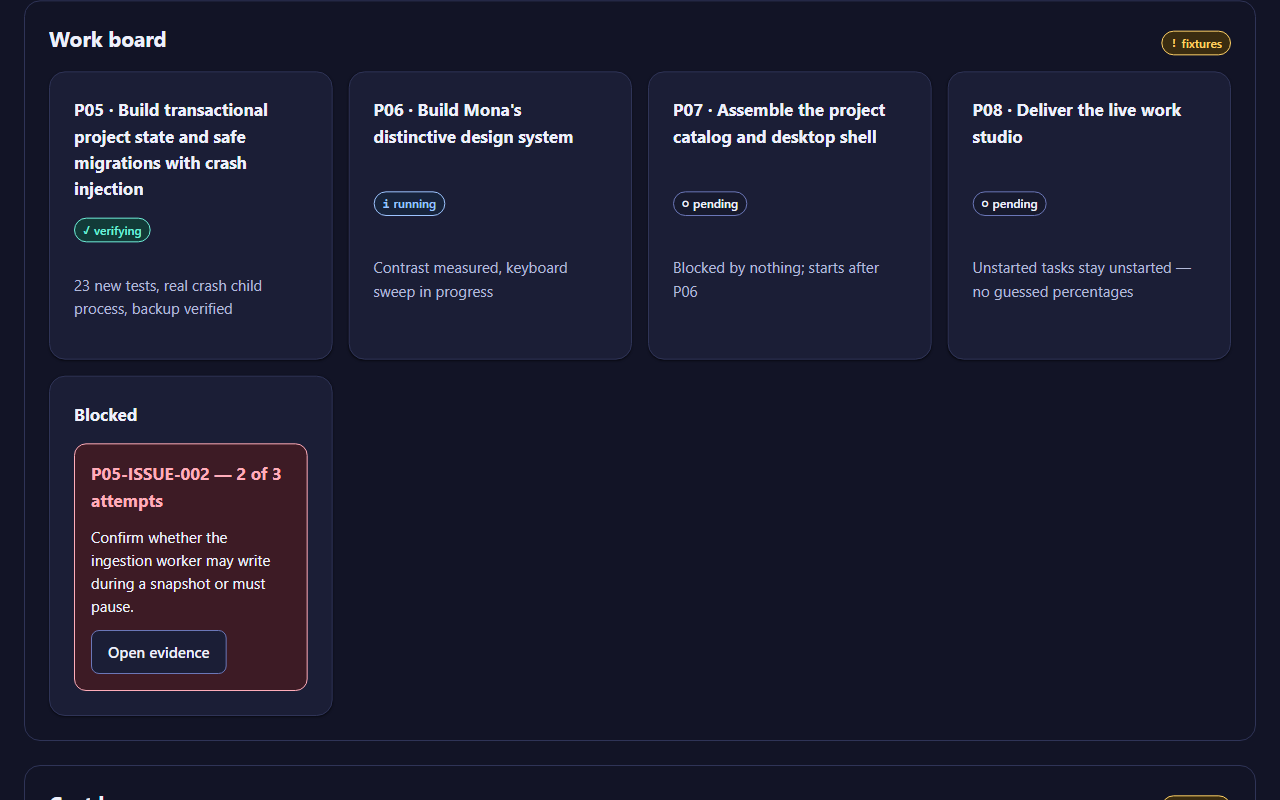 Work board
! fixtures
P05 · Build transactional
project state and safe
migrations with crash
injection
✓ verifying
23 new tests, real crash child
process, backup verified
P06 · Build Mona's
distinctive design system
i running
Contrast measured, keyboard
sweep in progress
P07 · Assemble the project
catalog and desktop shell
○ pending
Blocked by nothing; starts after
P06
P08 · Deliver the live work
studio
○ pending
Unstarted tasks stay unstarted —
no guessed percentages
Blocked
P05-ISSUE-002 — 2 of 3
attempts
Confirm whether the
ingestion worker may write
during a snapshot or must
pause.
Open evidence